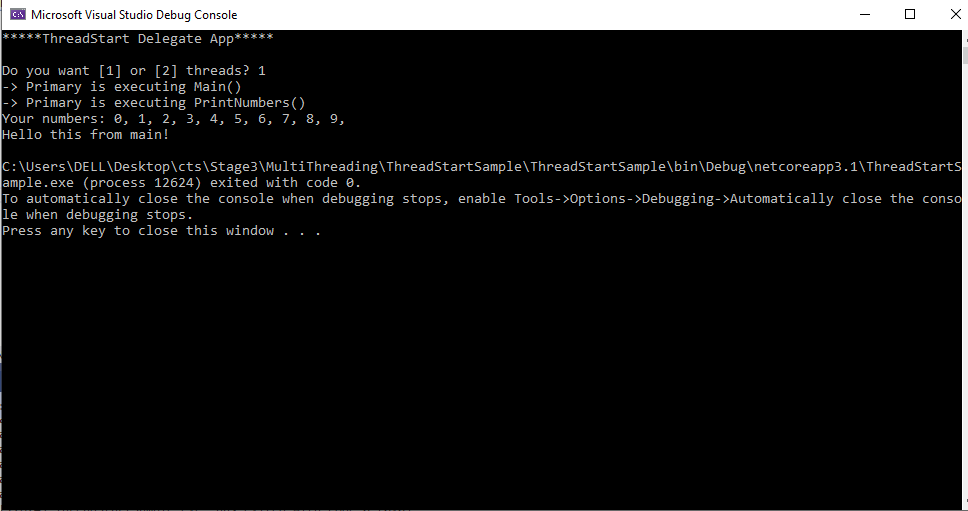 Microsoft Visual Studio Debug Console
*****ThreadStart Delegate App*****
Do you want [1] or [2] threads? 1
-> Primary is executing Main()
-> Primary is executing PrintNumbers()
Your numbers: 0, 1, 2, 3, 4, 5, 6, 7, 8, 9,
Hello this from main!
C:\Users\DELL\Desktop\cts\Stage3\MultiThreading\ThreadStartSample\ThreadStartSample\bin\Debug\netcoreapp3.1\ThreadStartS
ample.exe (process 12624) exited with code 0.
To automatically close the console when debugging stops, enable Tools->Options->Debugging->Automatically close the conso
le when debugging stops.
Press any key to close this window . . .